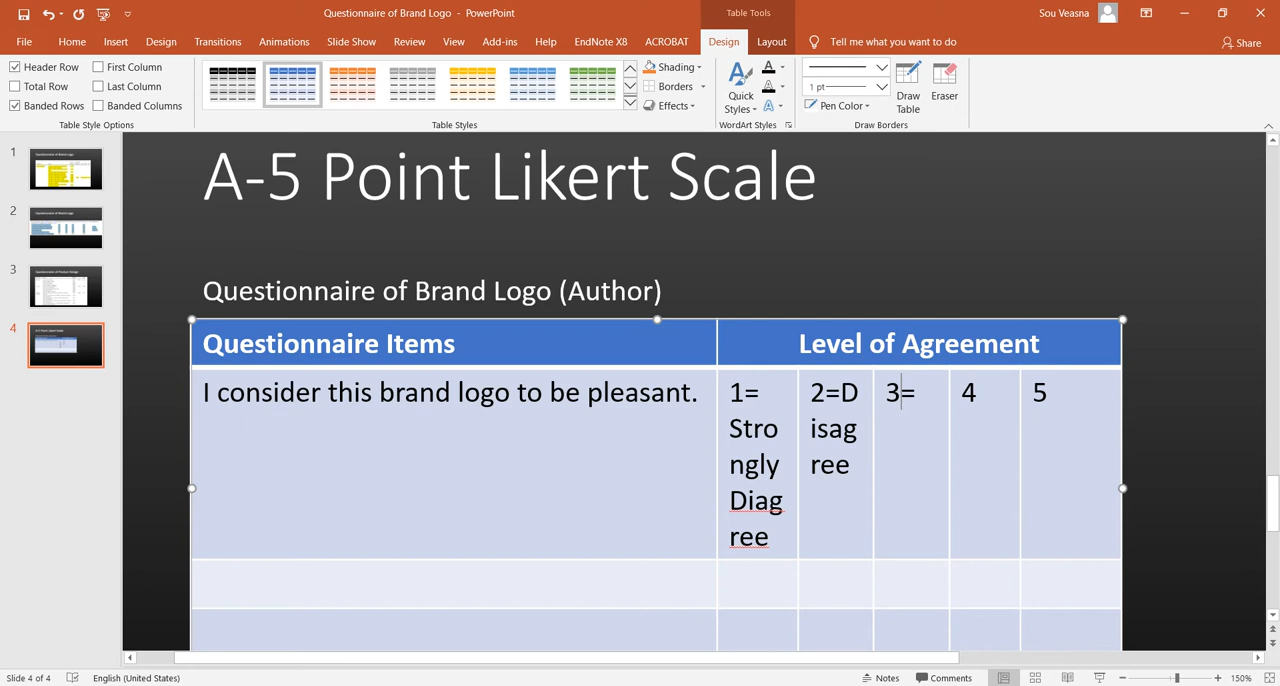 Questionnaire of Brand Logo - PowerPoint
Table Tools
Sou Veasna
File Home Insert Design Transitions Animations Slide Show Review View Add-ins Help EndNote X8 ACROBAT Design Layout Tell me what you want to do Share
Header Row First Column
Total Row Last Column
Banded Rows Banded Columns
Table Style Options
Table Styles
Shading
Borders
Effects
Quick
Styles
WordArt Styles
1 pt
Pen Color
Draw
Table
Eraser
Draw Borders
1
2
3
4
A-5 Point Likert Scale
Questionnaire of Brand Logo (Author)
Questionnaire Items Level of Agreement
I consider this brand logo to be pleasant.
1=
Stro
ngly
Diag
ree
2=D
isag
ree
3=
4
5
Slide 4 of 4 English (United States) Notes Comments 150%